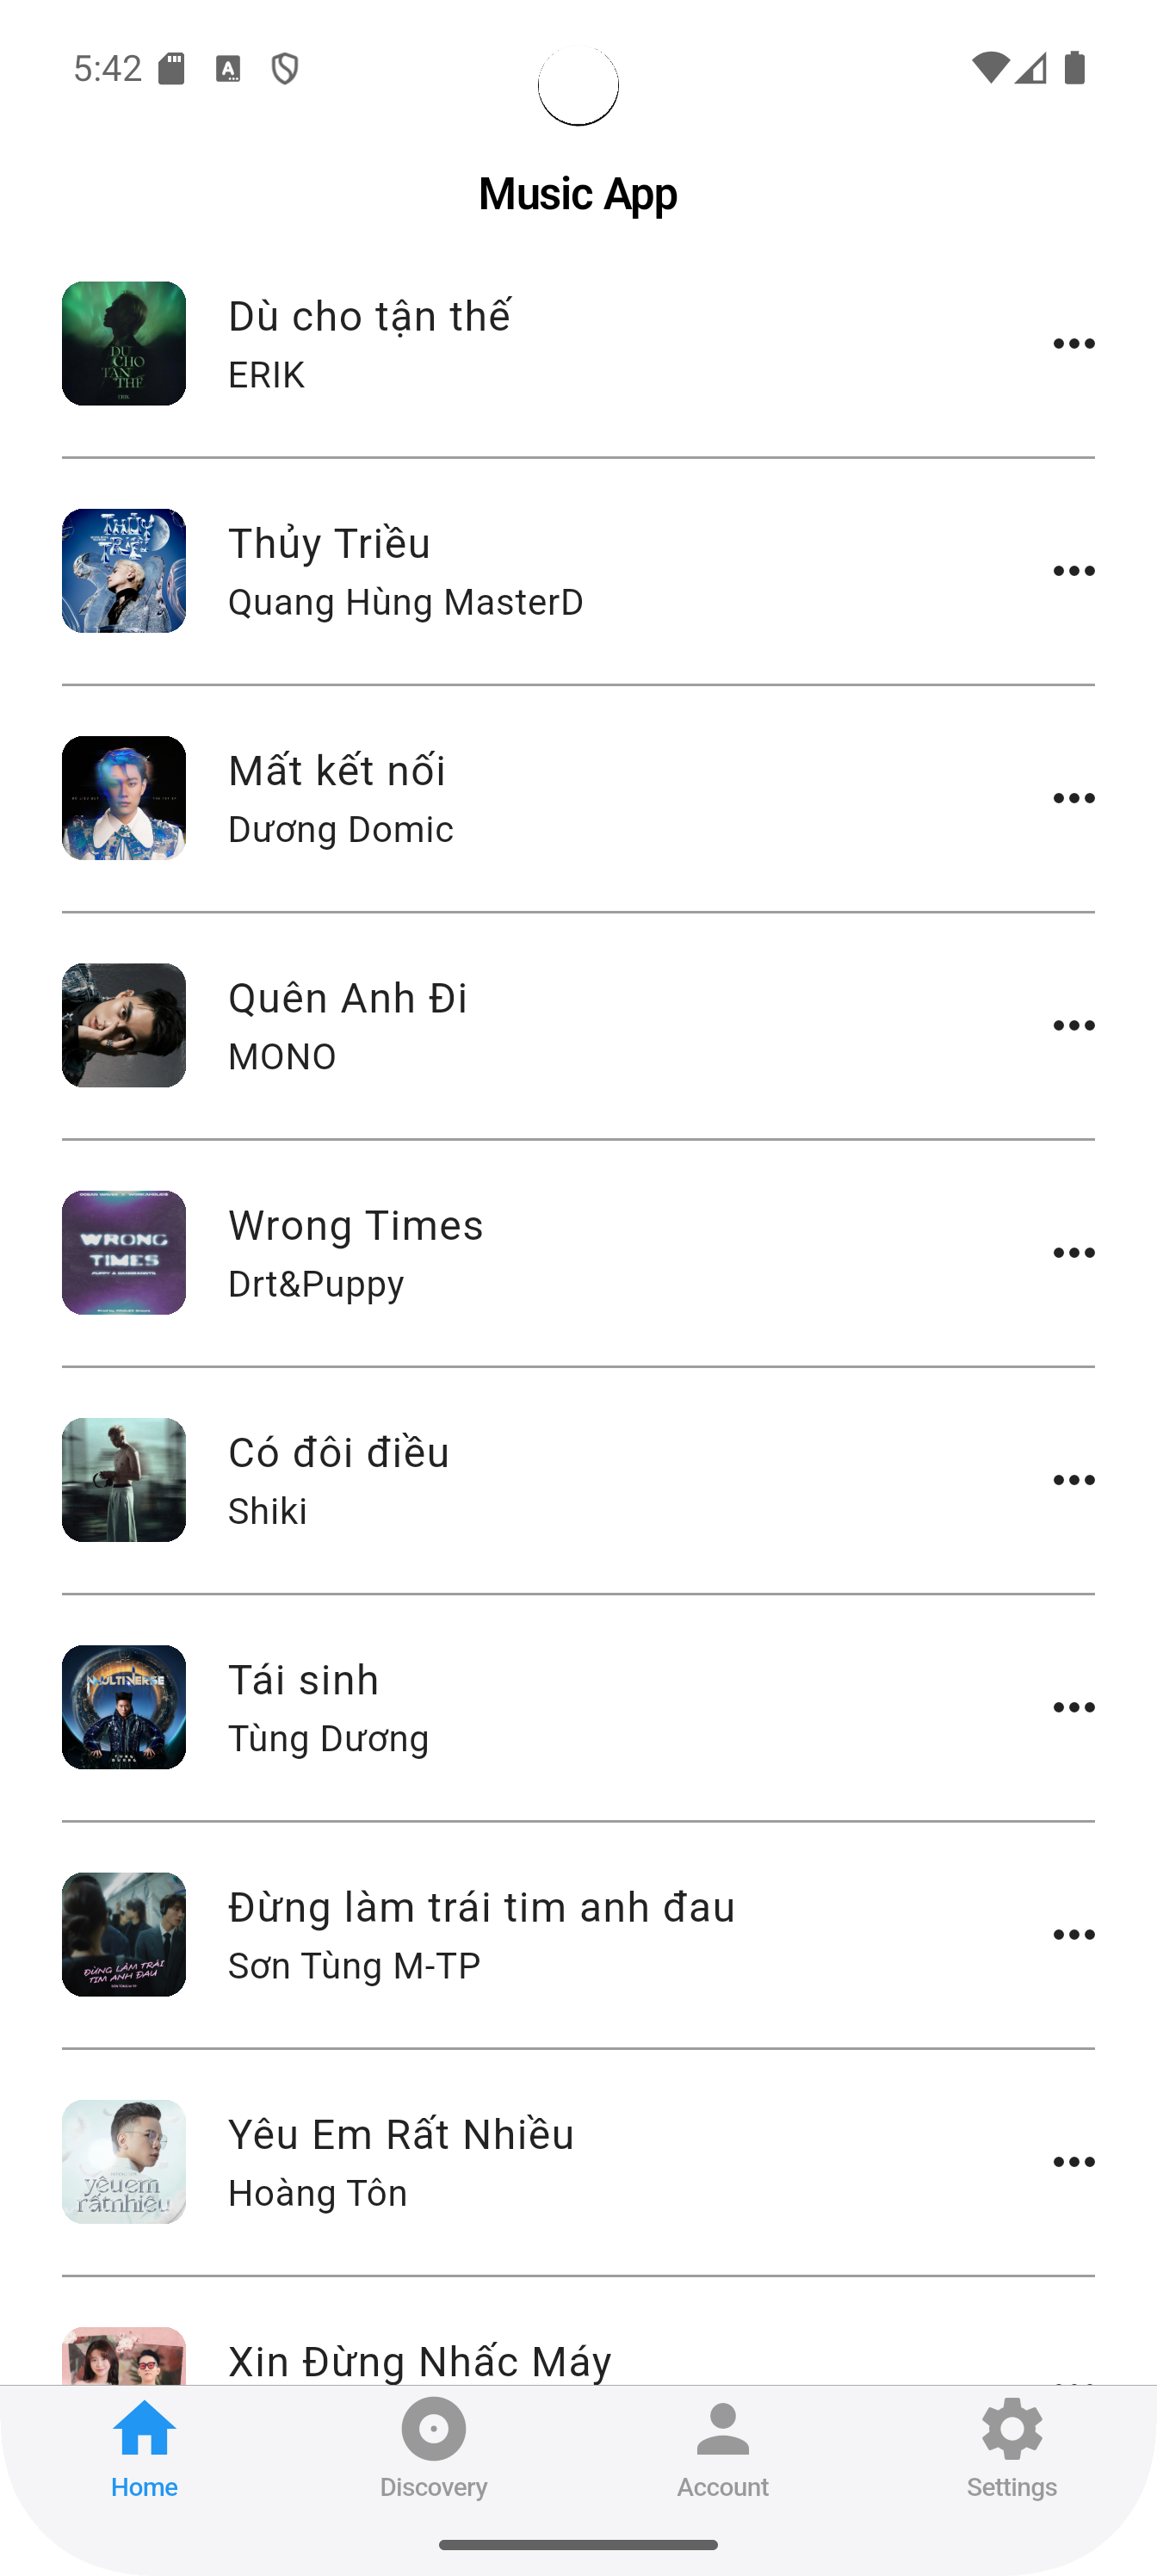 5:42
Music App
DÙ
CHO
TẬN
THẾ
ERIK
Dù cho tận thế
ERIK
THỦY
TRIỀU
Thủy Triều
Quang Hùng MasterD
Mất kết nối
Dương Domic
Quên Anh Đi
MONO
WRONG
TIMES
Wrong Times
Drt&Puppy
Có đôi điều
Shiki
MULTIVERSE
Tái sinh
Tùng Dương
ĐỪNG LÀM TRÁI
TIM ANH ĐAU
Đừng làm trái tim anh đau
Sơn Tùng M-TP
yêu em
rất nhiều
Yêu Em Rất Nhiều
Hoàng Tôn
Xin Đừng Nhấc Máy
Home
Discovery
Account
Settings